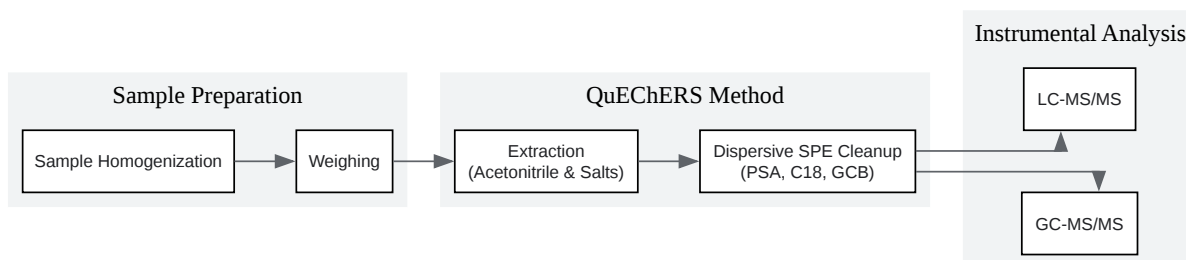 Instrumental Analysis
Sample Preparation
QuEChERS Method
LC-MS/MS
Sample Homogenization
Weighing
Extraction
(Acetonitrile & Salts)
Dispersive SPE Cleanup
(PSA, C18, GCB)
GC-MS/MS